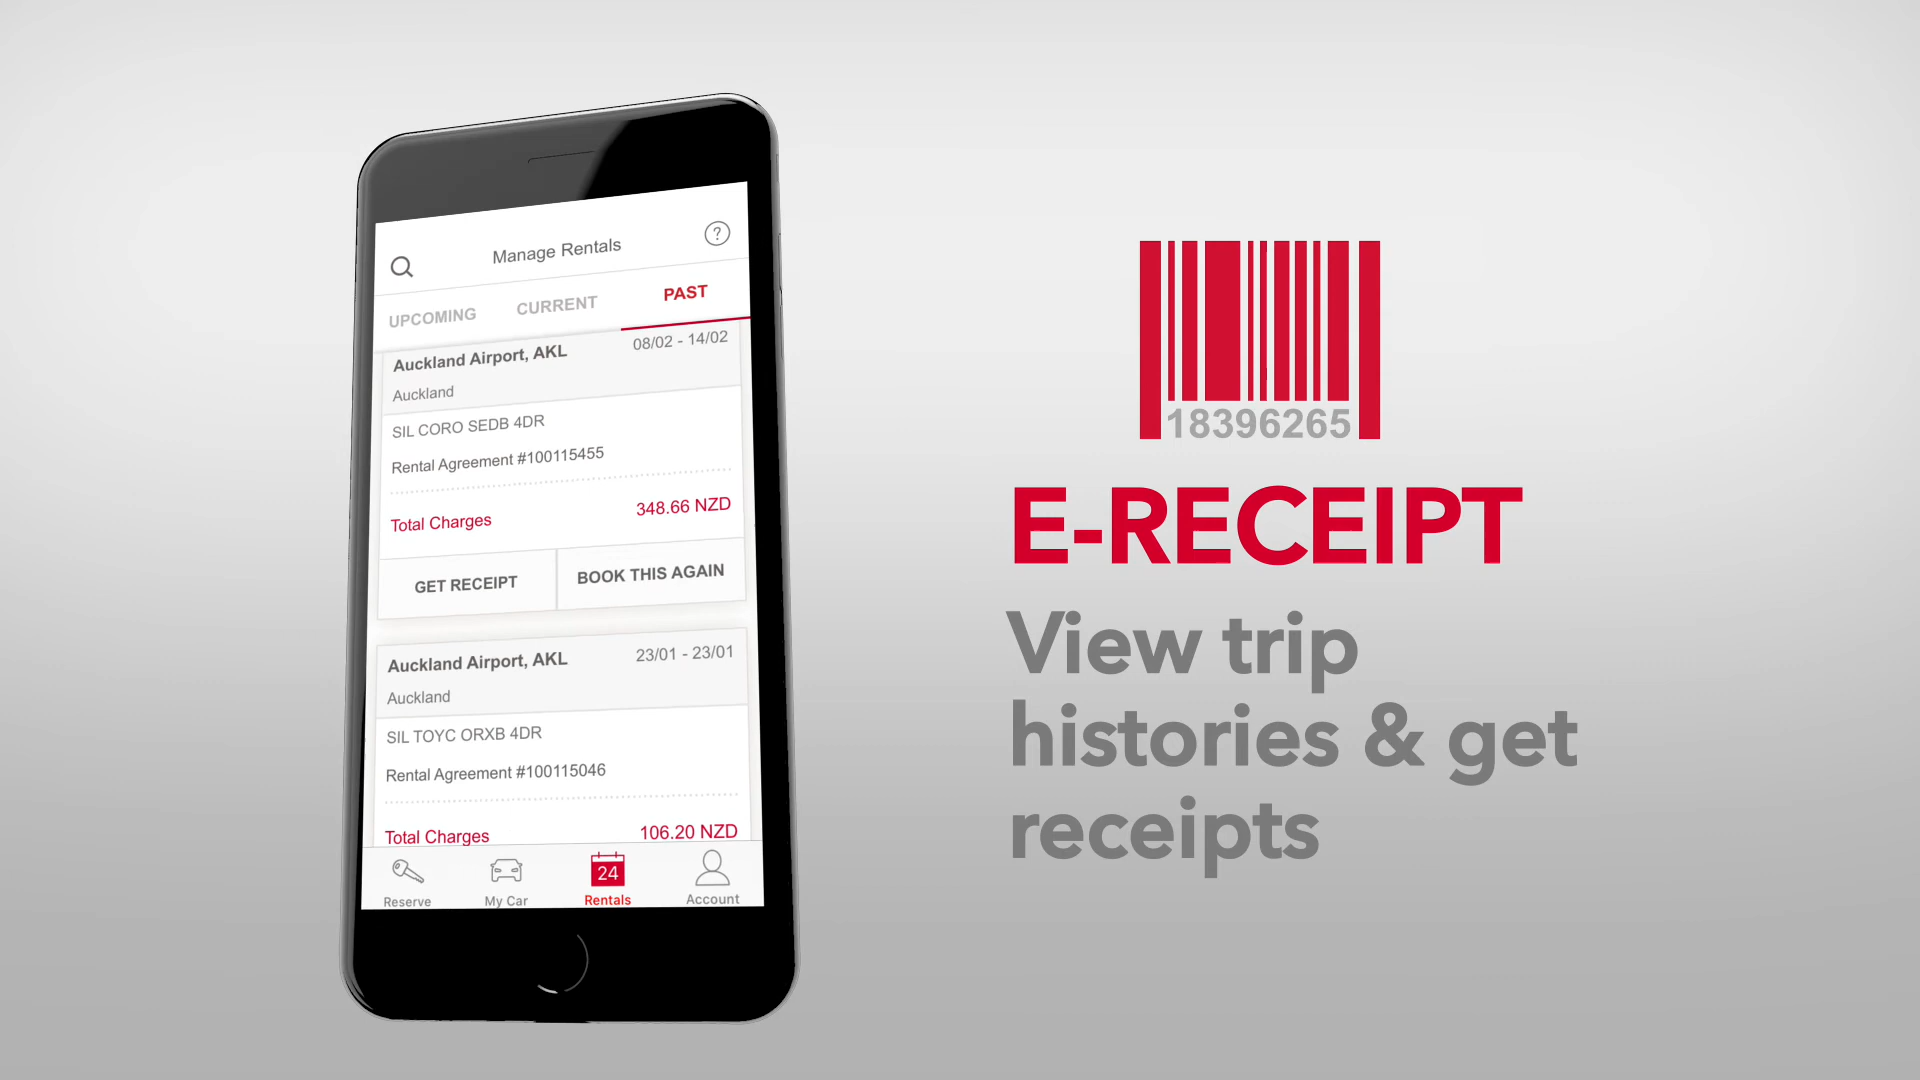 Manage Rentals
?
UPCOMING CURRENT PAST
Auckland Airport, AKL 08/02 - 14/02
Auckland
SIL CORO SEDB 4DR
Rental Agreement #100115455
Total Charges 348.66 NZD
GET RECEIPT BOOK THIS AGAIN
Auckland Airport, AKL 23/01 - 23/01
Auckland
SIL TOYC ORXB 4DR
Rental Agreement #100115046
Total Charges 106.20 NZD
24
Reserve My Car Rentals Account
18396265
E-RECEIPT
View trip
histories & get
receipts